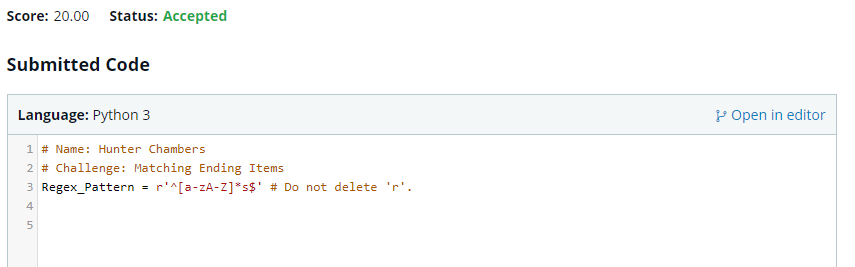 Score: 20.00 Status: Accepted
Submitted Code
Language: Python 3 Open in editor
1 # Name: Hunter Chambers
2 # Challenge: Matching Ending Items
3 Regex_Pattern = r'^[a-zA-Z]*s$' # Do not delete 'r'.
4
5